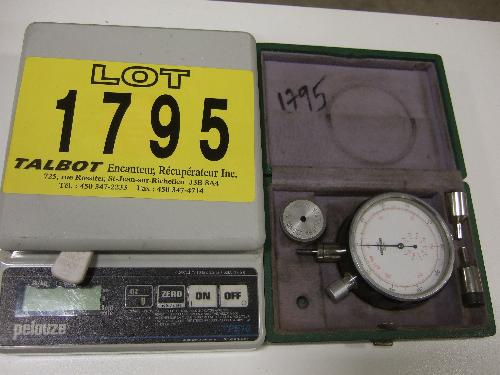 LOT
1795
TALBOT Encanteur, Récupérateur Inc.
725, rue Rossiter, St-Jean-sur-Richelieu J3B 8A4
Tél.: 450 347-2333 Fax: 450 347-4714
1795
oz
g
ZERO
ON
OFF
pelouze